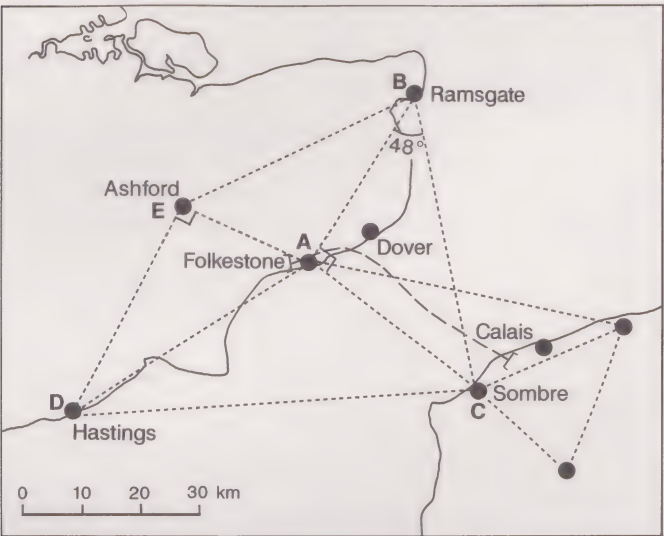 B
Ramsgate
48°
Ashford
E
A
Folkestone
Dover
Calais
D
Sombre
C
Hastings
0 10 20 30 km